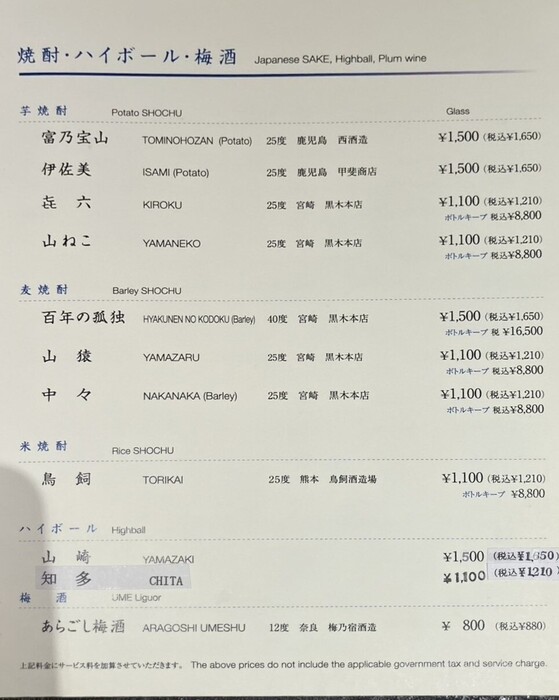 焼酎・ハイボール・梅酒 Japanese SAKE, Highball, Plum wine
芋焼酎 Potato SHOCHU Glass
富乃宝山 TOMINOHOZAN (Potato) 25度 鹿児島 西酒造 ¥1,500 (税込¥1,650)
伊佐美 ISAMI (Potato) 25度 鹿児島 甲斐商店 ¥1,500 (税込¥1,650)
㐂六 KIROKU 25度 宮崎 黒木本店 ¥1,100 (税込¥1,210)
ボトルキープ 税込¥8,800
山ねこ YAMANEKO 25度 宮崎 黒木本店 ¥1,100 (税込¥1,210)
ボトルキープ 税込¥8,800
麦焼酎 Barley SHOCHU
百年の孤独 HYAKUNEN NO KODOKU (Barley) 40度 宮崎 黒木本店 ¥1,500 (税込¥1,650)
ボトルキープ 税 ¥16,500
山猿 YAMAZARU 25度 宮崎 黒木本店 ¥1,100 (税込¥1,210)
ボトルキープ 税込¥8,800
中々 NAKANAKA (Barley) 25度 宮崎 黒木本店 ¥1,100 (税込¥1,210)
ボトルキープ 税込¥8,800
米焼酎 Rice SHOCHU
鳥飼 TORIKAI 25度 熊本 鳥飼酒造場 ¥1,100 (税込¥1,210)
ボトルキープ ¥8,800
ハイボール Highball
山崎 YAMAZAKI ¥1,500 (税込¥1,650)
知多 CHITA ¥1,100 (税込¥1210)
梅酒 UME Liguor
あらごし梅酒 ARAGOSHI UMESHU 12度 奈良 梅乃宿酒造 ¥ 800 (税込¥880)
上記料金にサービス料を加算させていただきます。 The above prices do not include the applicable government tax and service charge.